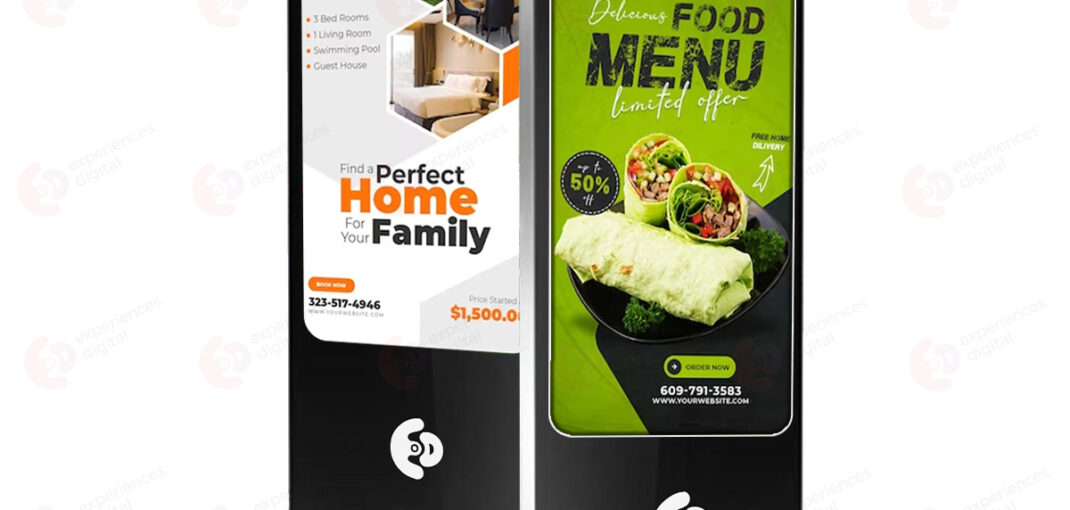 3 Bed Rooms
1 Living Room
Swimming Pool
Guest House
Find a
Perfect
Home
For
Your
Family
BOOK NOW
323-517-4946
WWW.YOURWEBSITE.COM
Price Started
$1,500.00
Delicious
FOOD
MENU
limited offer
FREE HOME
DILIVERY
up to
50%
off
ORDER NOW
609-791-3583
WWW.YOURWEBSITE.COM
experiences.
digital
experiences.
digital
experiences.
digital
experiences.
digital
experiences.
digital
experiences.
digital
experiences.
digital
experiences.
digital